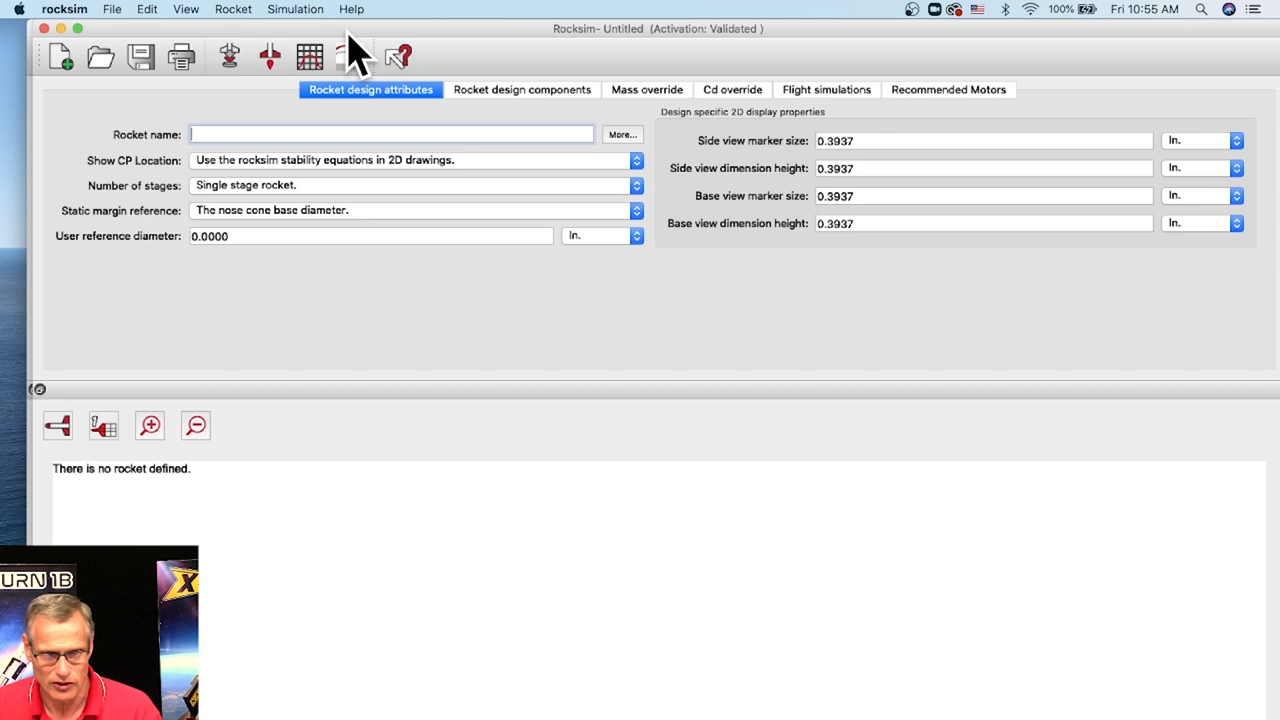 rocksim File Edit View Rocket Simulation Help 100% Fri 10:55 AM
Rocksim- Untitled (Activation: Validated )
Rocket design attributes Rocket design components Mass override Cd override Flight simulations Recommended Motors
Design specific 2D display properties
Rocket name: More...
Side view marker size: 0.3937 In.
Show CP Location: Use the rocksim stability equations in 2D drawings.
Side view dimension height: 0.3937 In.
Number of stages: Single stage rocket.
Base view marker size: 0.3937 In.
Static margin reference: The nose cone base diameter.
Base view dimension height: 0.3937 In.
User reference diameter: 0.0000 In.
1
There is no rocket defined.
URN 1B
X